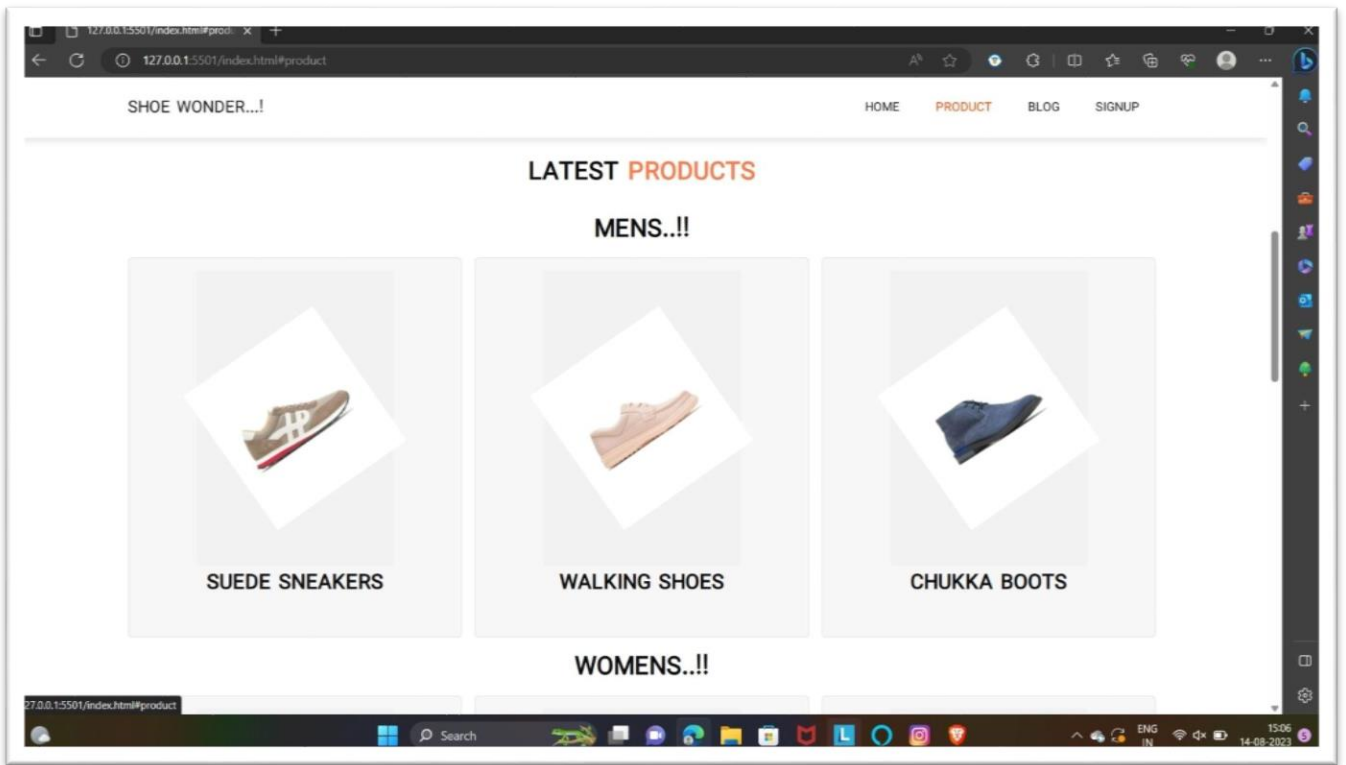 127.0.0.1:5501/index.html#prod
127.0.0.1:5501/index.html#product
SHOE WONDER...!
HOME PRODUCT BLOG SIGNUP
LATEST PRODUCTS
MENS..!!
SUEDE SNEAKERS WALKING SHOES CHUKKA BOOTS
WOMENS..!!
27.0.0.1:5501/index.html#product
Search
ENG
IN
15:06
14-08-2023
5